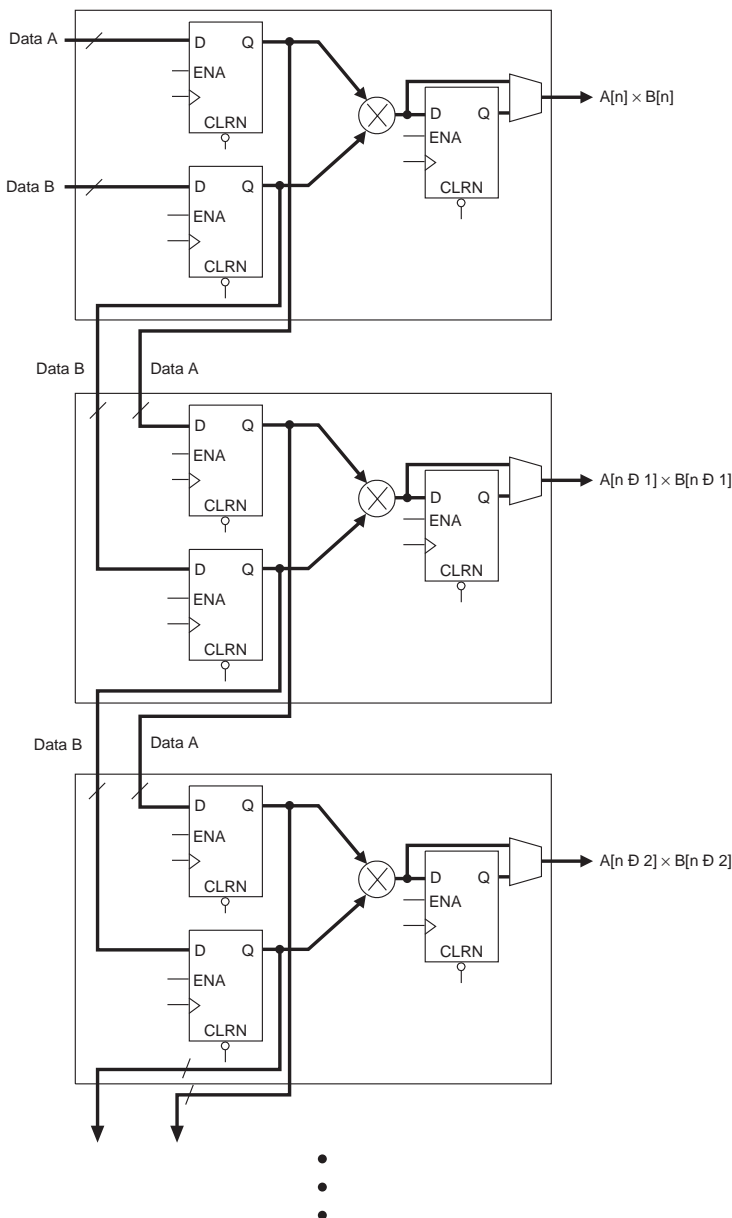 Data A
D Q
ENA
CLRN
D Q
ENA
CLRN
A[n] × B[n]
Data B
D Q
ENA
CLRN
Data B
Data A
D Q
ENA
CLRN
D Q
ENA
CLRN
A[n Ð 1] × B[n Ð 1]
D Q
ENA
CLRN
Data B
Data A
D Q
ENA
CLRN
D Q
ENA
CLRN
A[n Ð 2] × B[n Ð 2]
D Q
ENA
CLRN